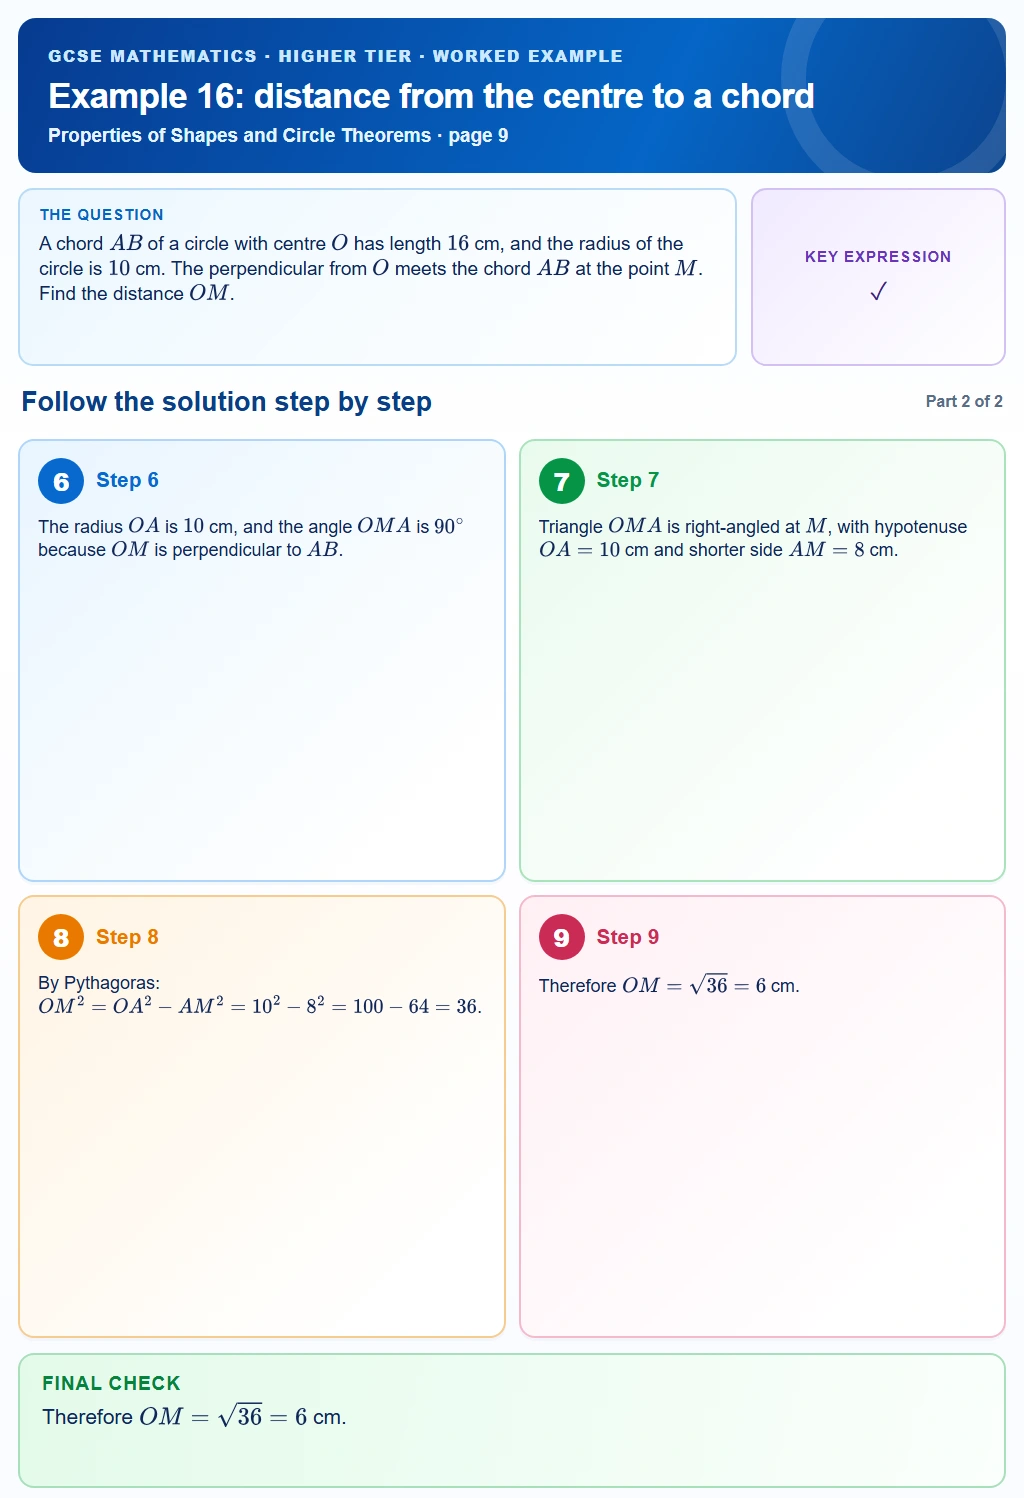 GCSE MATHEMATICS · HIGHER TIER · WORKED EXAMPLE
Example 16: distance from the centre to a chord
Properties of Shapes and Circle Theorems · page 9
THE QUESTION
A chord AB of a circle with centre O has length 16 cm, and the radius of the
circle is 10 cm. The perpendicular from O meets the chord AB at the point M.
Find the distance OM.
KEY EXPRESSION
✓
Follow the solution step by step
Part 2 of 2
6 Step 6
The radius OA is 10 cm, and the angle OMA is 90°
because OM is perpendicular to AB.
7 Step 7
Triangle OMA is right-angled at M, with hypotenuse
OA = 10 cm and shorter side AM = 8 cm.
8 Step 8
By Pythagoras:
OM² = OA² − AM² = 10² − 8² = 100 − 64 = 36.
9 Step 9
Therefore OM = √36 = 6 cm.
FINAL CHECK
Therefore OM = √36 = 6 cm.